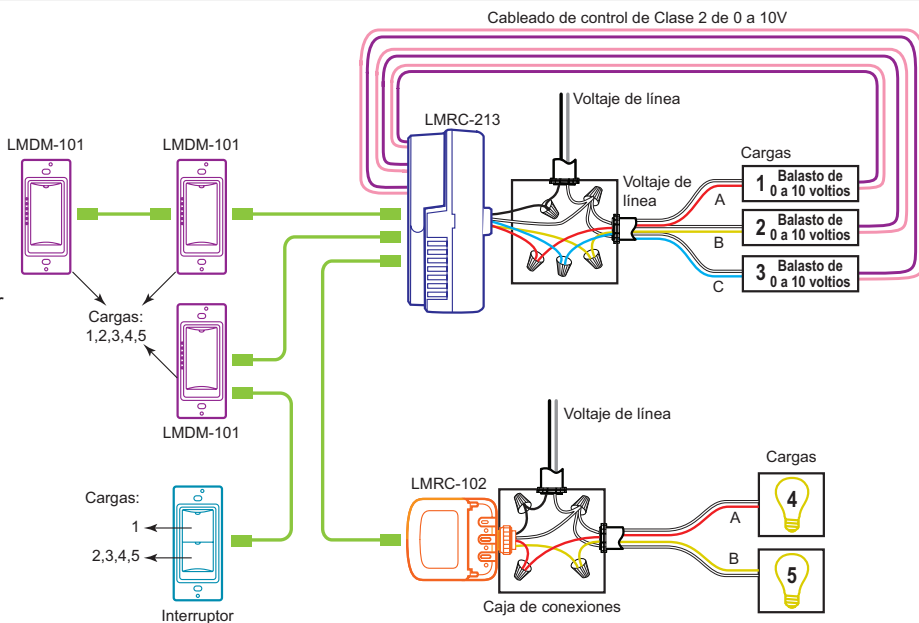 Cableado de control de Clase 2 de 0 a 10V
Voltaje de línea
LMRC-213
LMDM-101
LMDM-101
Cargas
Voltaje de
línea
1 Balasto de
0 a 10 voltios
A
2 Balasto de
0 a 10 voltios
B
3 Balasto de
0 a 10 voltios
C
Cargas:
1,2,3,4,5
LMDM-101
Voltaje de línea
Cargas
LMRC-102
4
A
B
5
Cargas:
1
2,3,4,5
Caja de conexiones
Interruptor